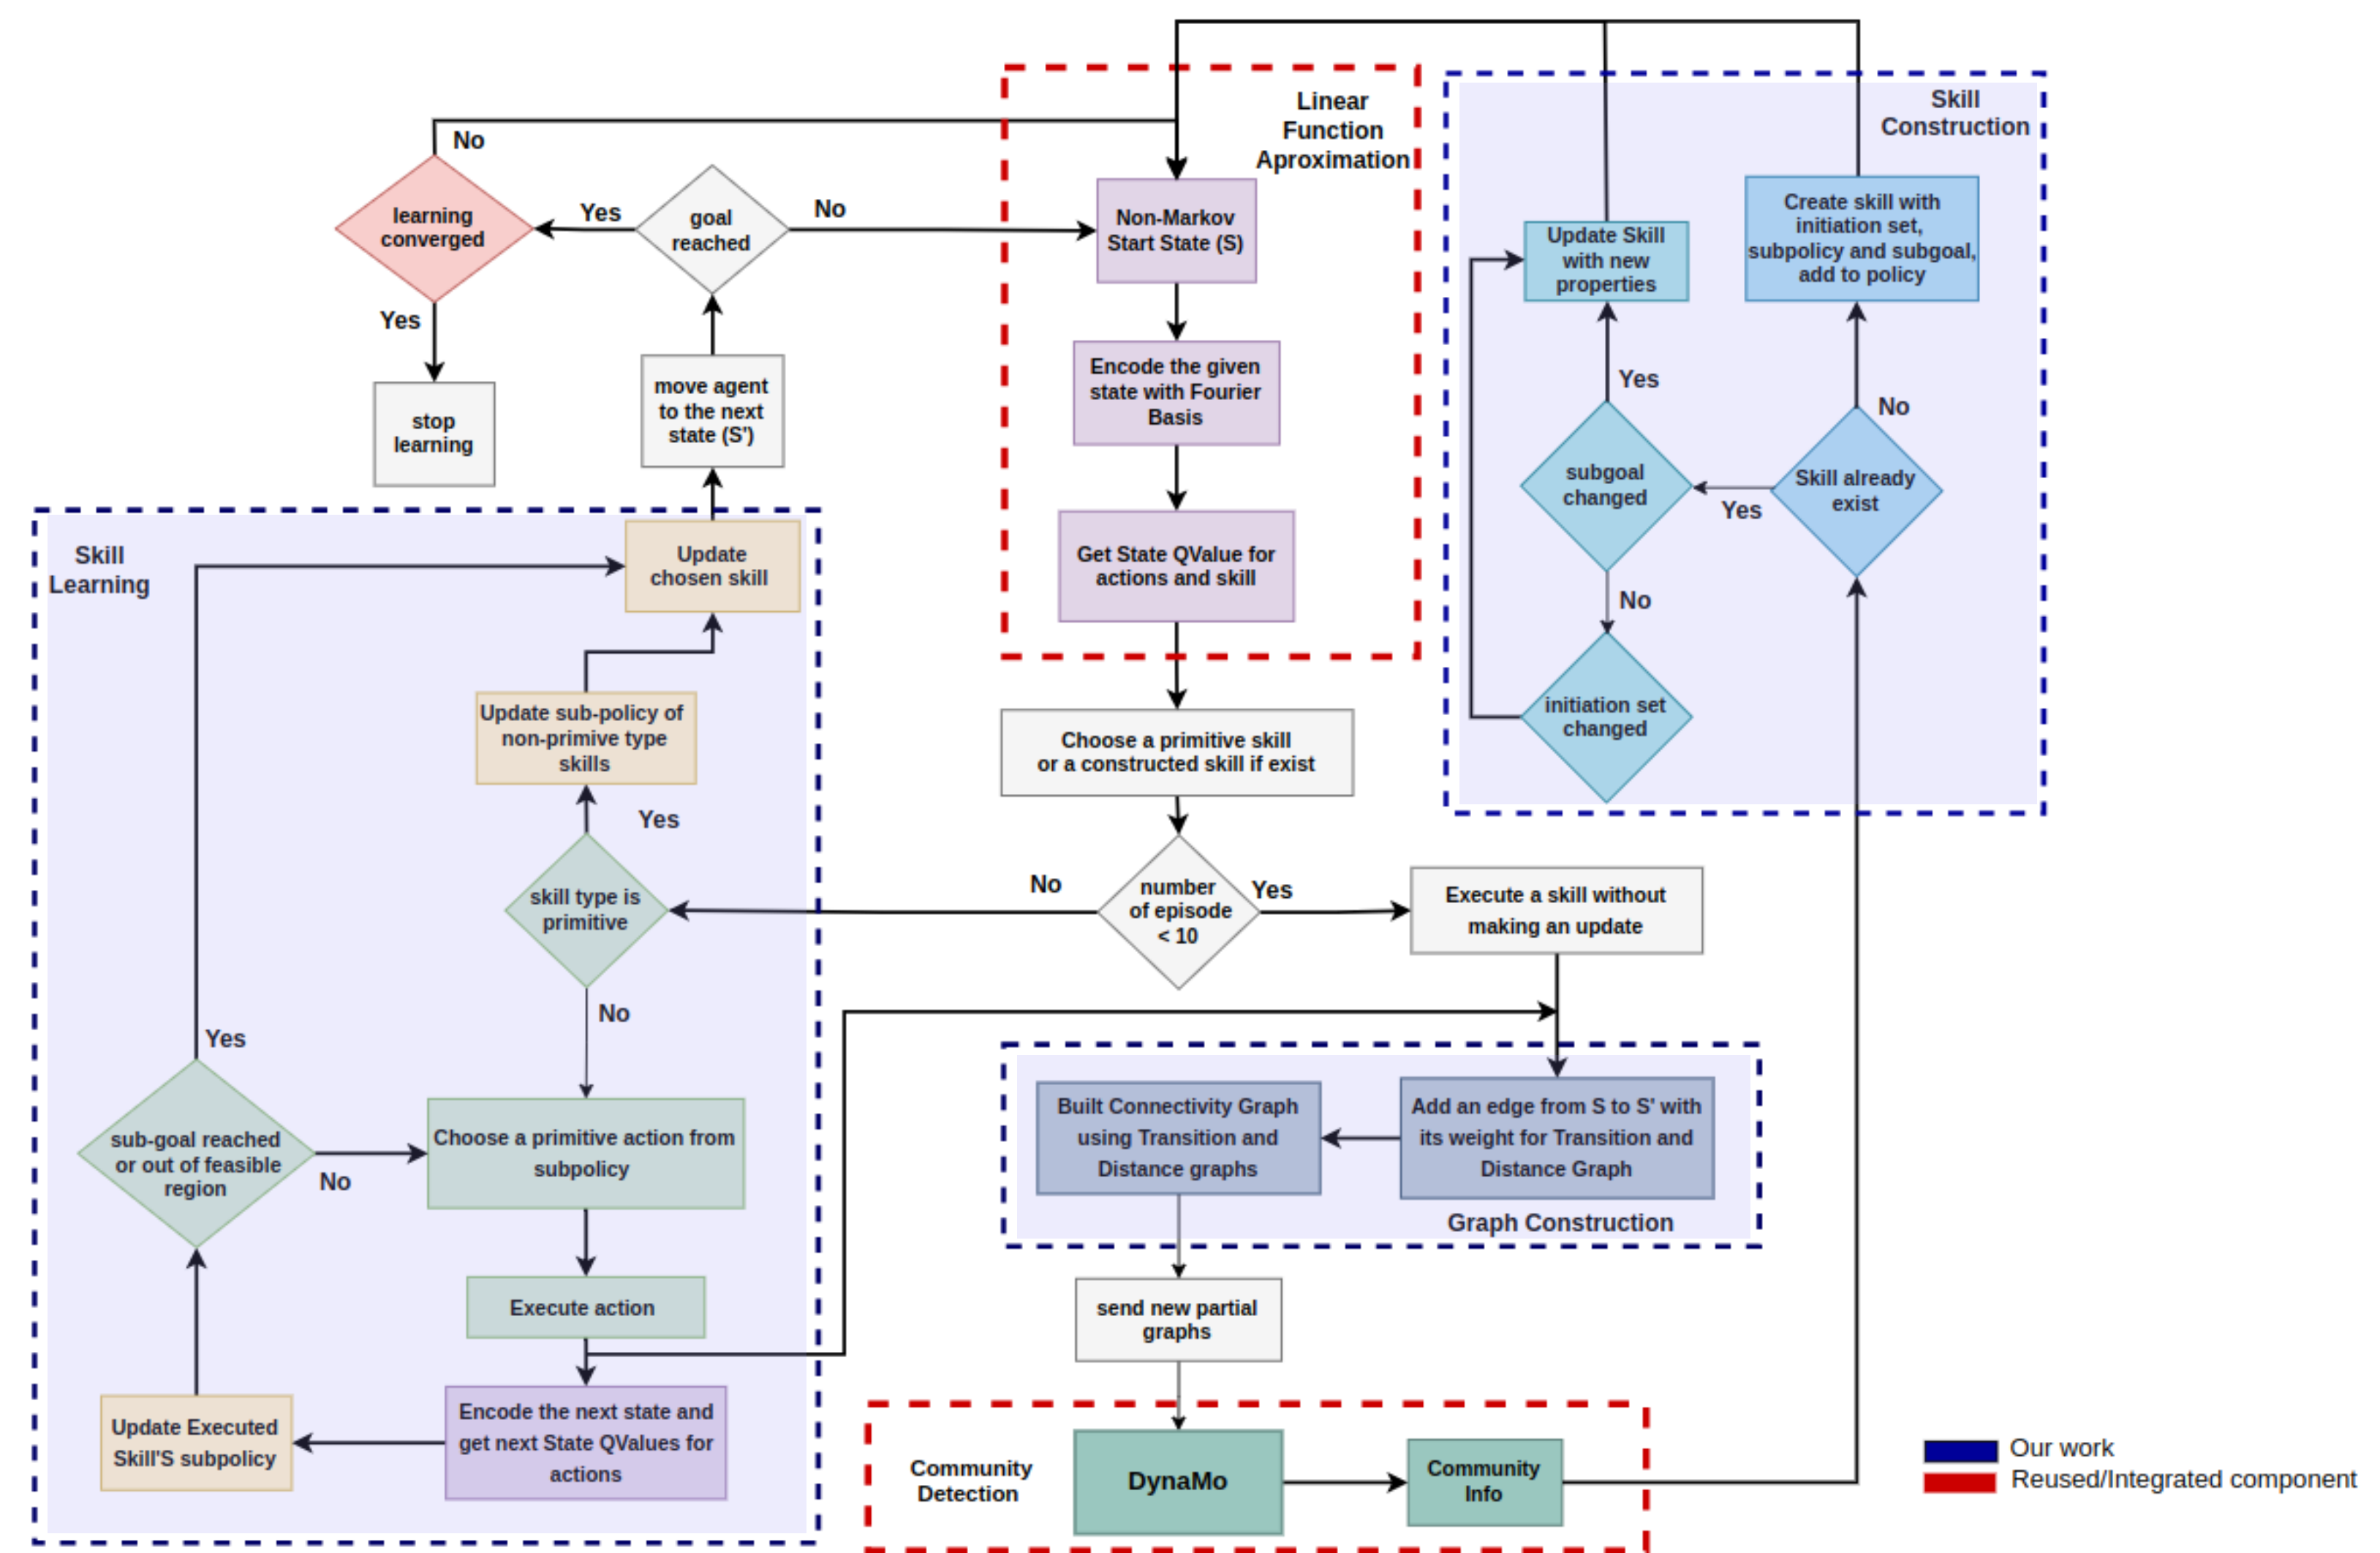 Linear
Function
Aproximation
Skill
Construction
No
learning
converged
Yes
goal
reached
No
Non-Markov
Start State (S)
Update Skill
with new
properties
Create skill with
initiation set,
subpolicy and subgoal,
add to policy
Yes
stop
learning
move agent
to the next
state (S')
Encode the given
state with Fourier
Basis
Yes
No
subgoal
changed
Yes
Skill already
exist
Skill
Learning
Update
chosen skill
Get State QValue for
actions and skill
No
initiation set
changed
Update sub-policy of
non-primive type
skills
Choose a primitive skill
or a constructed skill if exist
Yes
skill type is
primitive
No
number
of episode
< 10
Yes
Execute a skill without
making an update
No
Yes
sub-goal reached
or out of feasible
region
No
Choose a primitive action from
subpolicy
Built Connectivity Graph
using Transition and
Distance graphs
Add an edge from S to S' with
its weight for Transition and
Distance Graph
Graph Construction
Execute action
send new partial
graphs
Update Executed
Skill'S subpolicy
Encode the next state and
get next State QValues for
actions
Community
Detection
DynaMo
Community
Info
Our work
Reused/Integrated component